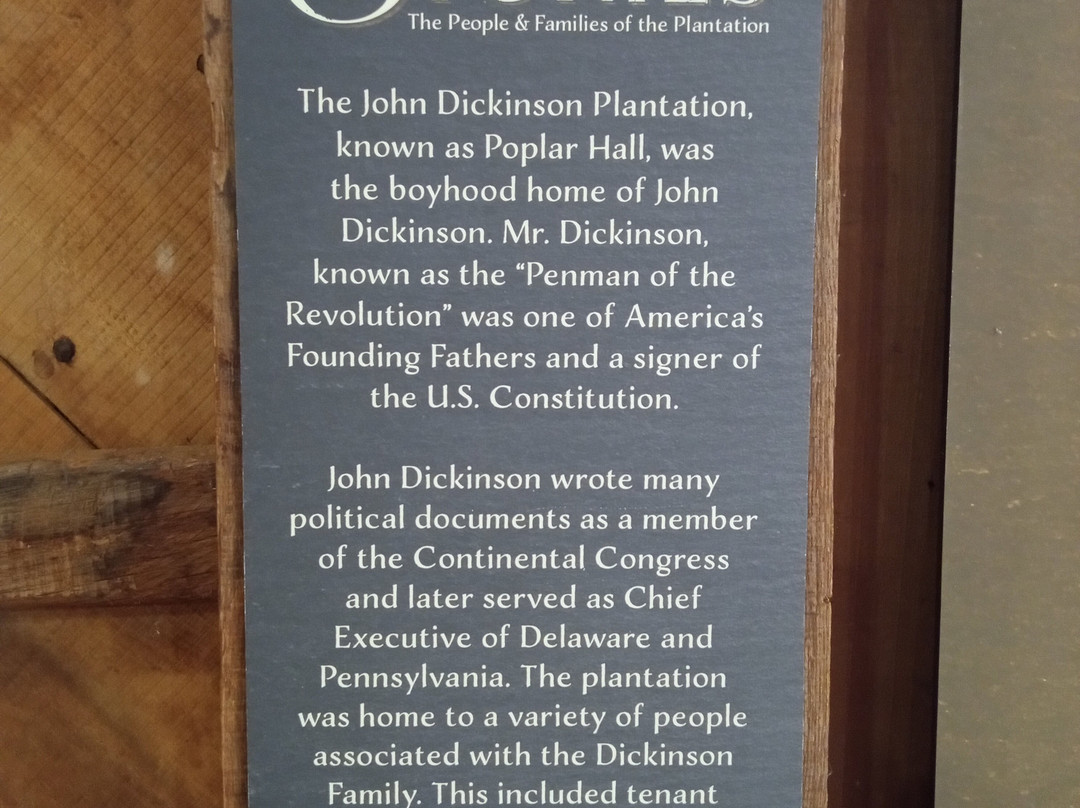 The People & Families of the Plantation
The John Dickinson Plantation,
known as Poplar Hall, was
the boyhood home of John
Dickinson. Mr. Dickinson,
known as the “Penman of the
Revolution” was one of America’s
Founding Fathers and a signer of
the U.S. Constitution.
John Dickinson wrote many
political documents as a member
of the Continental Congress
and later served as Chief
Executive of Delaware and
Pennsylvania. The plantation
was home to a variety of people
associated with the Dickinson
Family. This included tenant